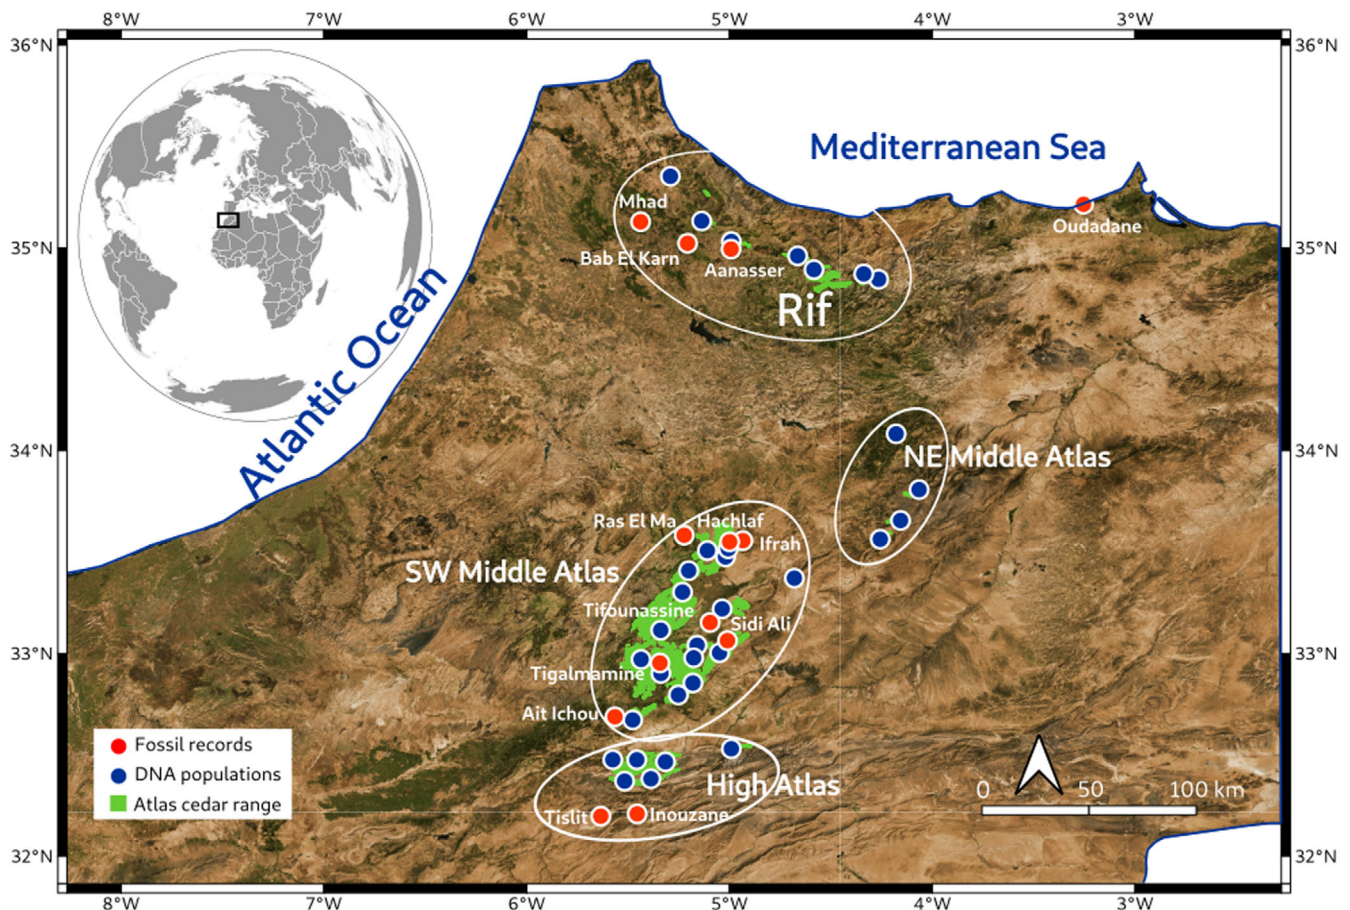 8°W 7°W 6°W 5°W 4°W 3°W
36°N 36°N
Mediterranean Sea
Mhad
Oudadane
35°N 35°N
Bab El Karn
Aanasser
Rif
Atlantic Ocean
34°N 34°N
NE Middle Atlas
Ras El Ma Hachlaf
Ifrah
SW Middle Atlas
Tifounassine
Sidi Ali
33°N 33°N
Tigalmamine
Ait Ichou
Fossil records
DNA populations
Atlas cedar range
High Atlas
0 50 100 km
Tislit Inouzane
32°N 32°N
8°W 7°W 6°W 5°W 4°W 3°W